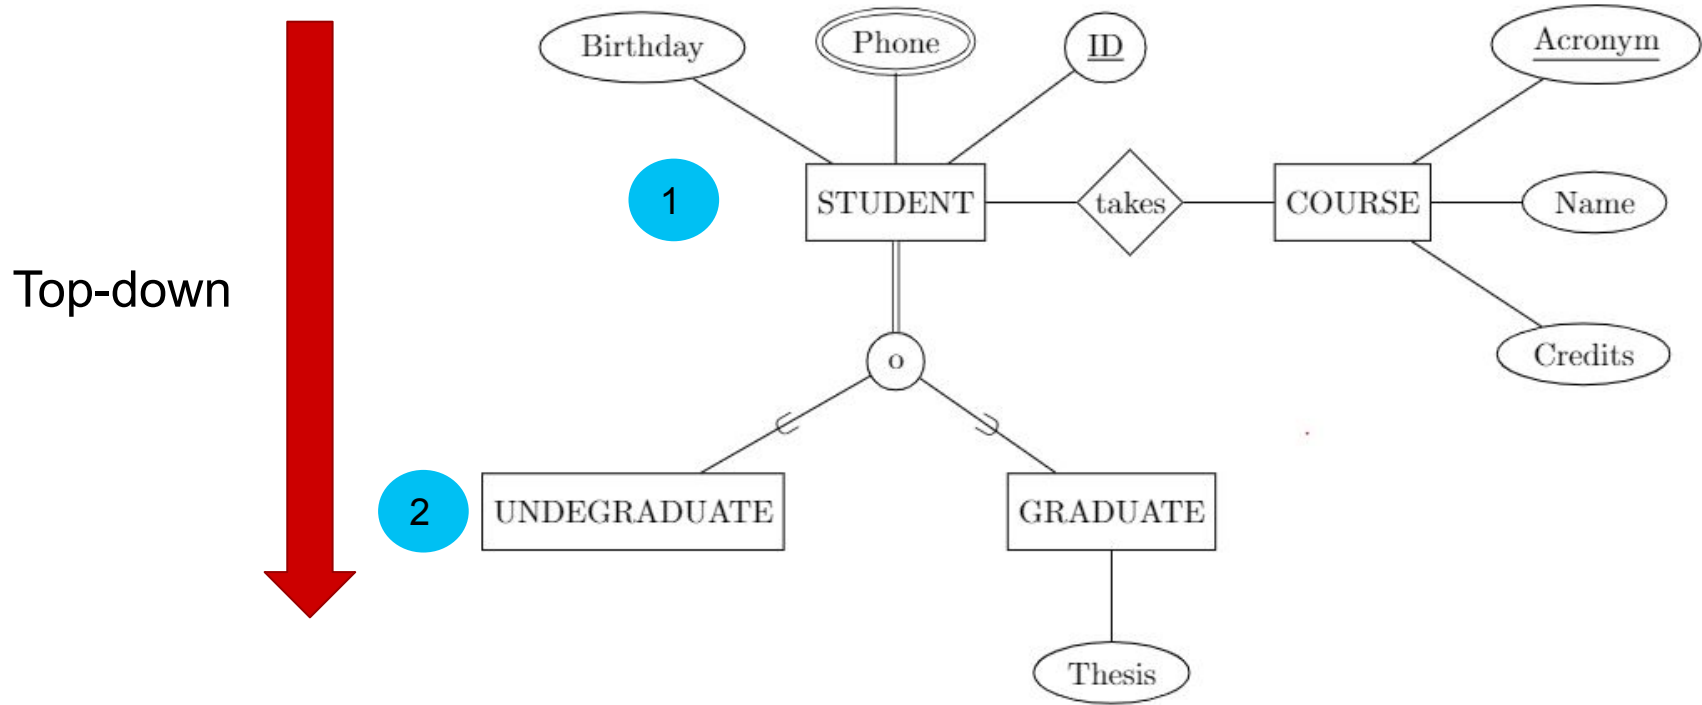 Birthday
Phone
ID
Acronym
1
STUDENT
takes
COURSE
Name
Top-down
o
Credits
2
UNDEGRADUATE
GRADUATE
Thesis